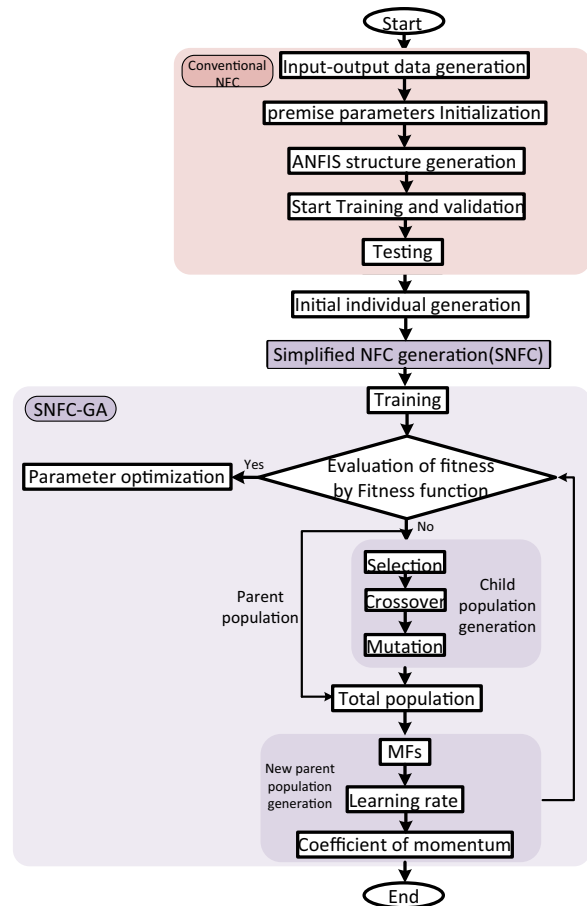 Start
Conventional
NFC
Input-output data generation
premise parameters Initialization
ANFIS structure generation
Start Training and validation
Testing
Initial individual generation
Simplified NFC generation(SNFC)
SNFC-GA
Training
Evaluation of fitness
by Fitness function
Yes
Parameter optimization
No
Selection
Crossover
Mutation
Child
population
generation
Parent
population
Total population
MFs
New parent
population
generation
Learning rate
Coefficient of momentum
End